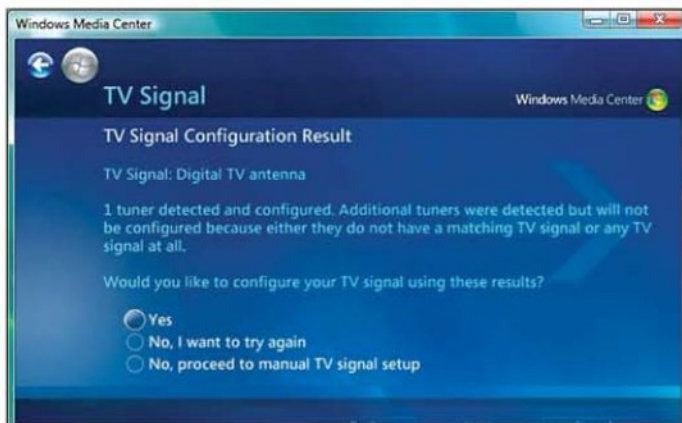 Windows Media Center
TV Signal
Windows Media Center
TV Signal Configuration Result
TV Signal: Digital TV antenna
1 tuner detected and configured. Additional tuners were detected but will not
be configured because either they do not have a matching TV signal or any TV
signal at all.
Would you like to configure your TV signal using these results?
Yes
No, I want to try again
No, proceed to manual TV signal setup